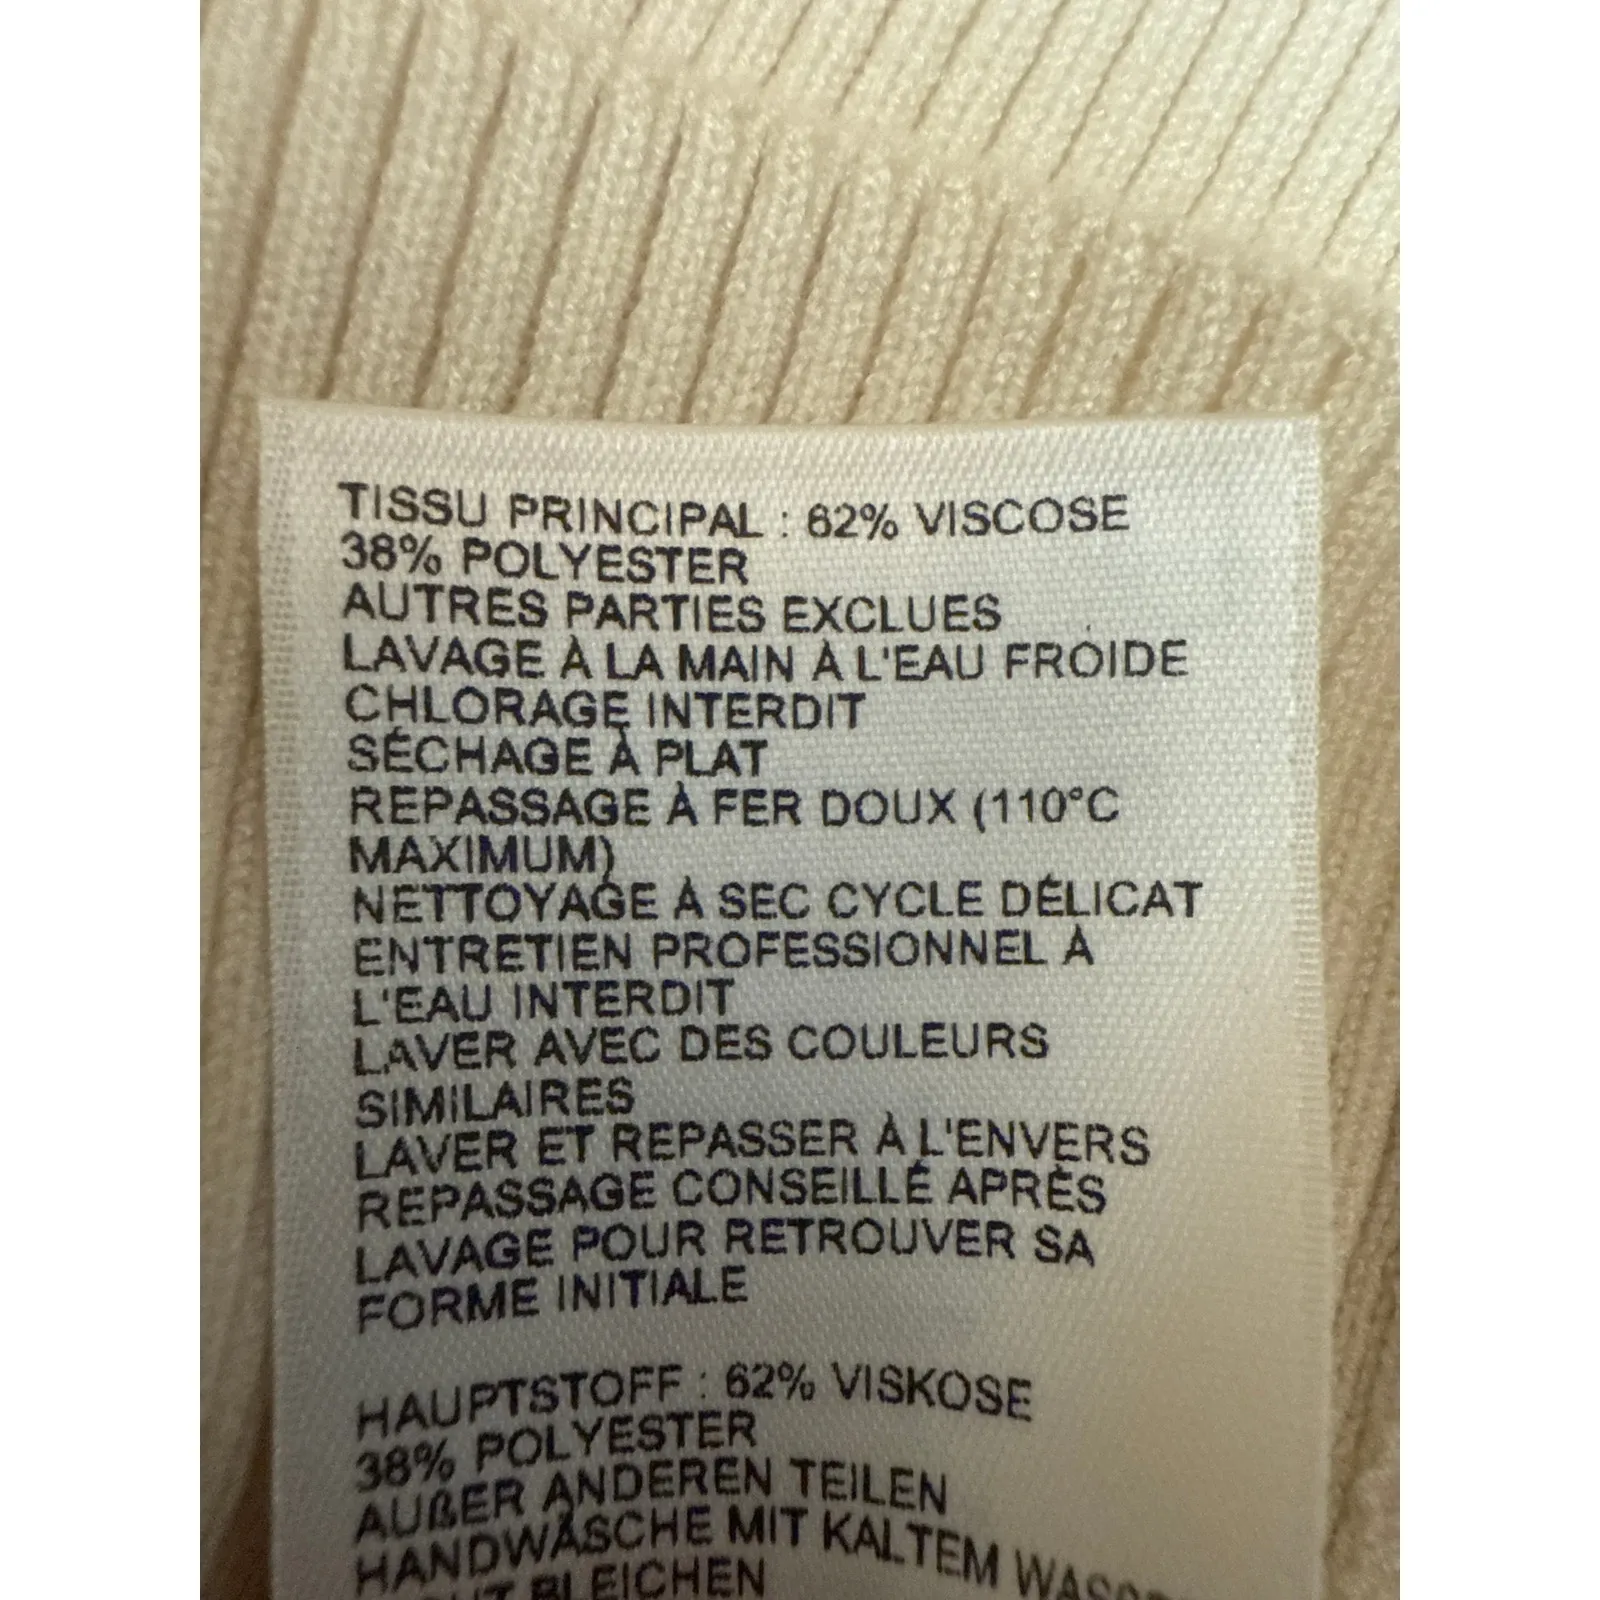 TISSU PRINCIPAL : 62% VISCOSE
38% POLYESTER
AUTRES PARTIES EXCLUES
LAVAGE À LA MAIN À L'EAU FROIDE
CHLORAGE INTERDIT
SÉCHAGE À PLAT
REPASSAGE À FER DOUX (110°C
MAXIMUM)
NETTOYAGE À SEC CYCLE DÉLICAT
ENTRETIEN PROFESSIONNEL À
L'EAU INTERDIT
LAVER AVEC DES COULEURS
SIMILAIRES
LAVER ET REPASSER À L'ENVERS
REPASSAGE CONSEILLÉ APRÈS
LAVAGE POUR RETROUVER SA
FORME INITIALE
HAUPTSTOFF : 62% VISKOSE
38% POLYESTER
AUßER ANDEREN TEILEN
HANDWÄSCHE MIT KALTEM
BLEICHEN